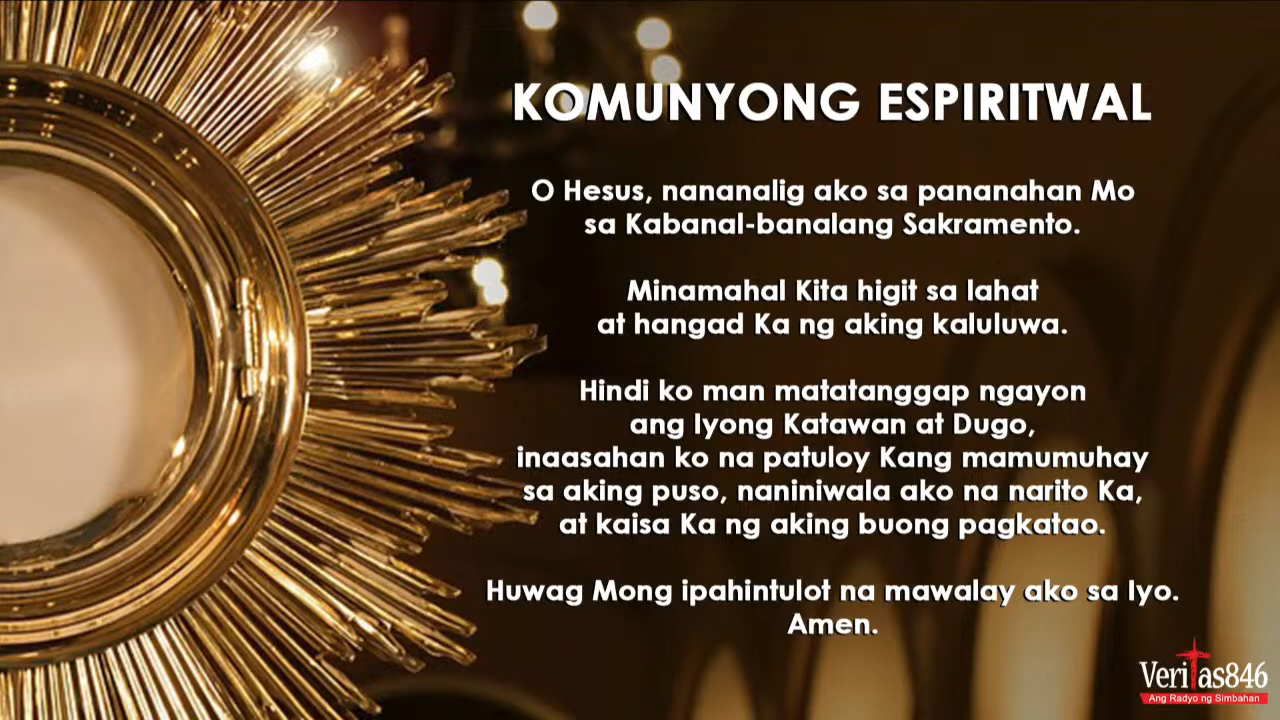 KOMUNYONG ESPIRITWAL
O Hesus, nananalig ako sa pananahan Mo
sa Kabanal-banalang Sakramento.
Minamahal Kita higit sa lahat
at hangad Ka ng aking kaluluwa.
Hindi ko man matatanggap ngayon
ang Iyong Katawan at Dugo,
inaasahan ko na patuloy Kang mamumuhay
sa aking puso, naniniwala ako na narito Ka,
at kaisa Ka ng aking buong pagkatao.
Huwag Mong ipahintulot na mawalay ako sa Iyo.
Amen.
Veritas846
Ang Radyo ng Simbahan